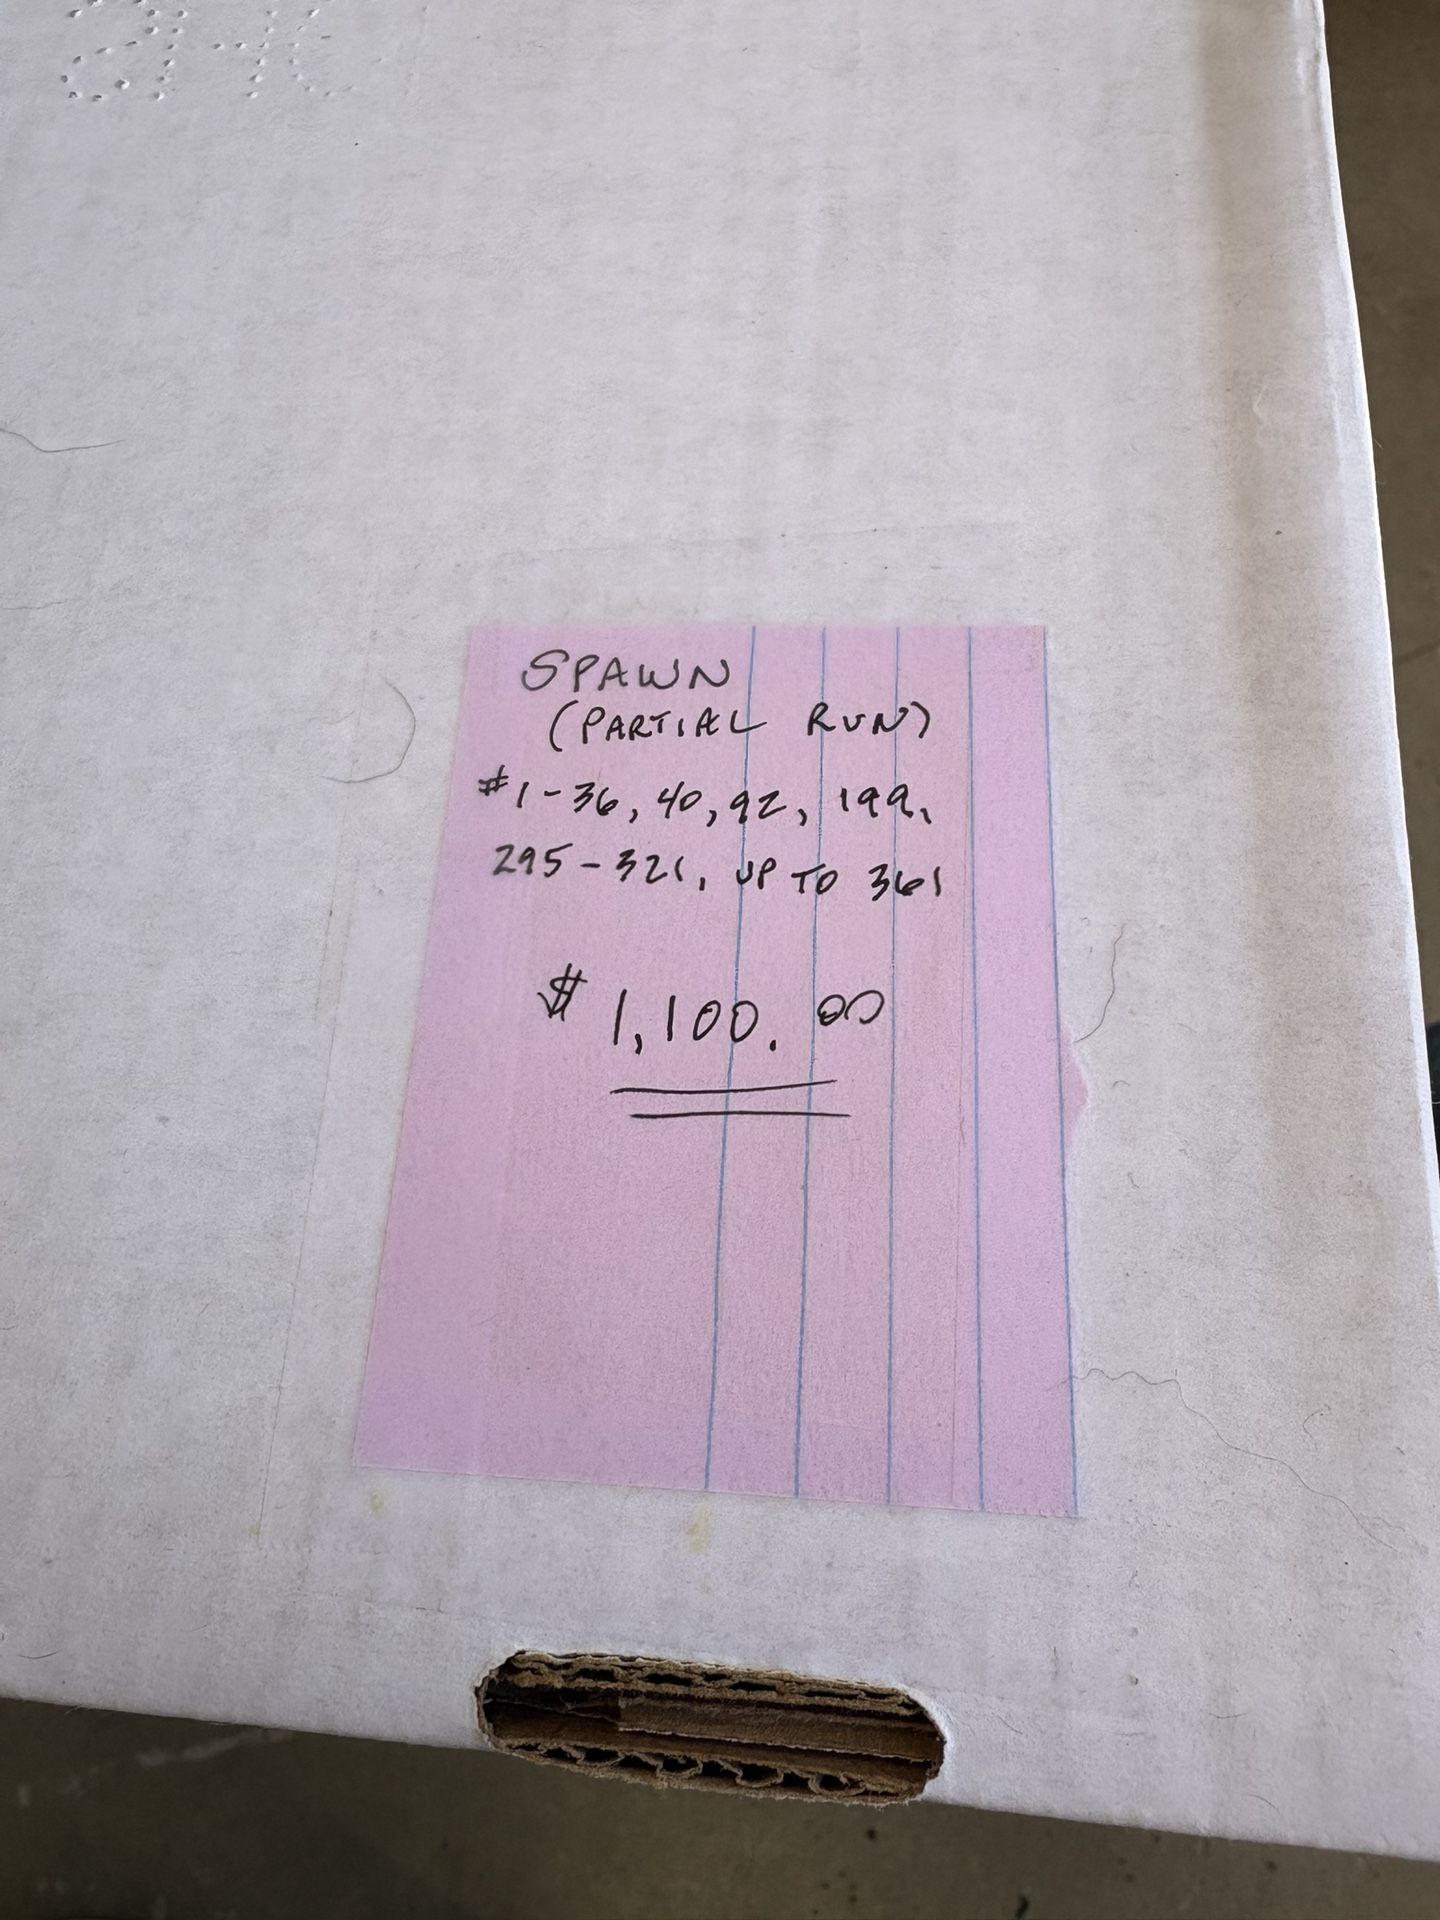 SPAWN
(PARTIAL RUN)
#1-36, 40, 92, 199,
295-321, UP TO 361
$1,100.00